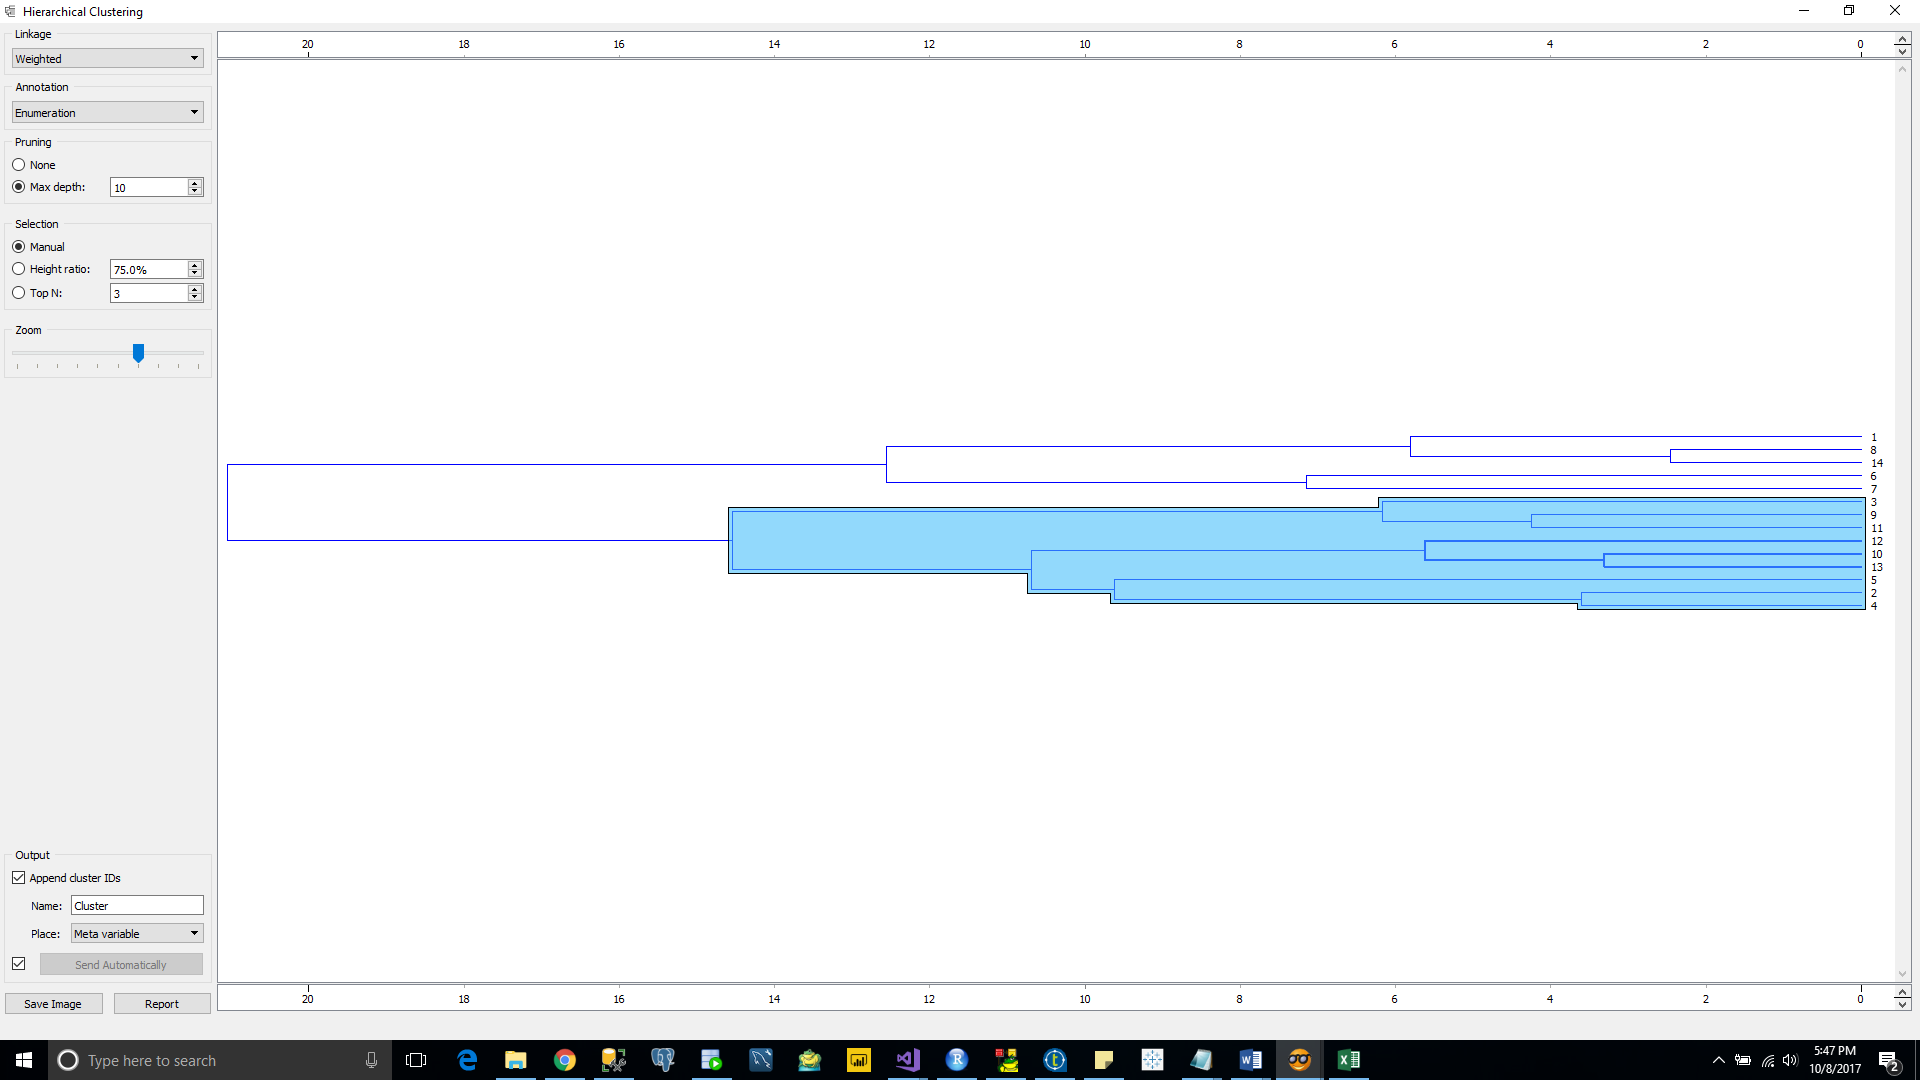 Hierarchical Clustering
Linkage
Weighted
Annotation
Enumeration
Pruning
None
Max depth: 10
Selection
Manual
Height ratio: 75.0%
Top N: 3
Zoom
20 18 16 14 12 10 8 6 4 2 0
1
8
14
6
7
3
9
11
12
10
13
5
2
4
20 18 16 14 12 10 8 6 4 2 0
Output
Append cluster IDs
Name: Cluster
Place: Meta variable
Send Automatically
Save Image Report
Type here to search
5:47 PM
10/8/2017
2